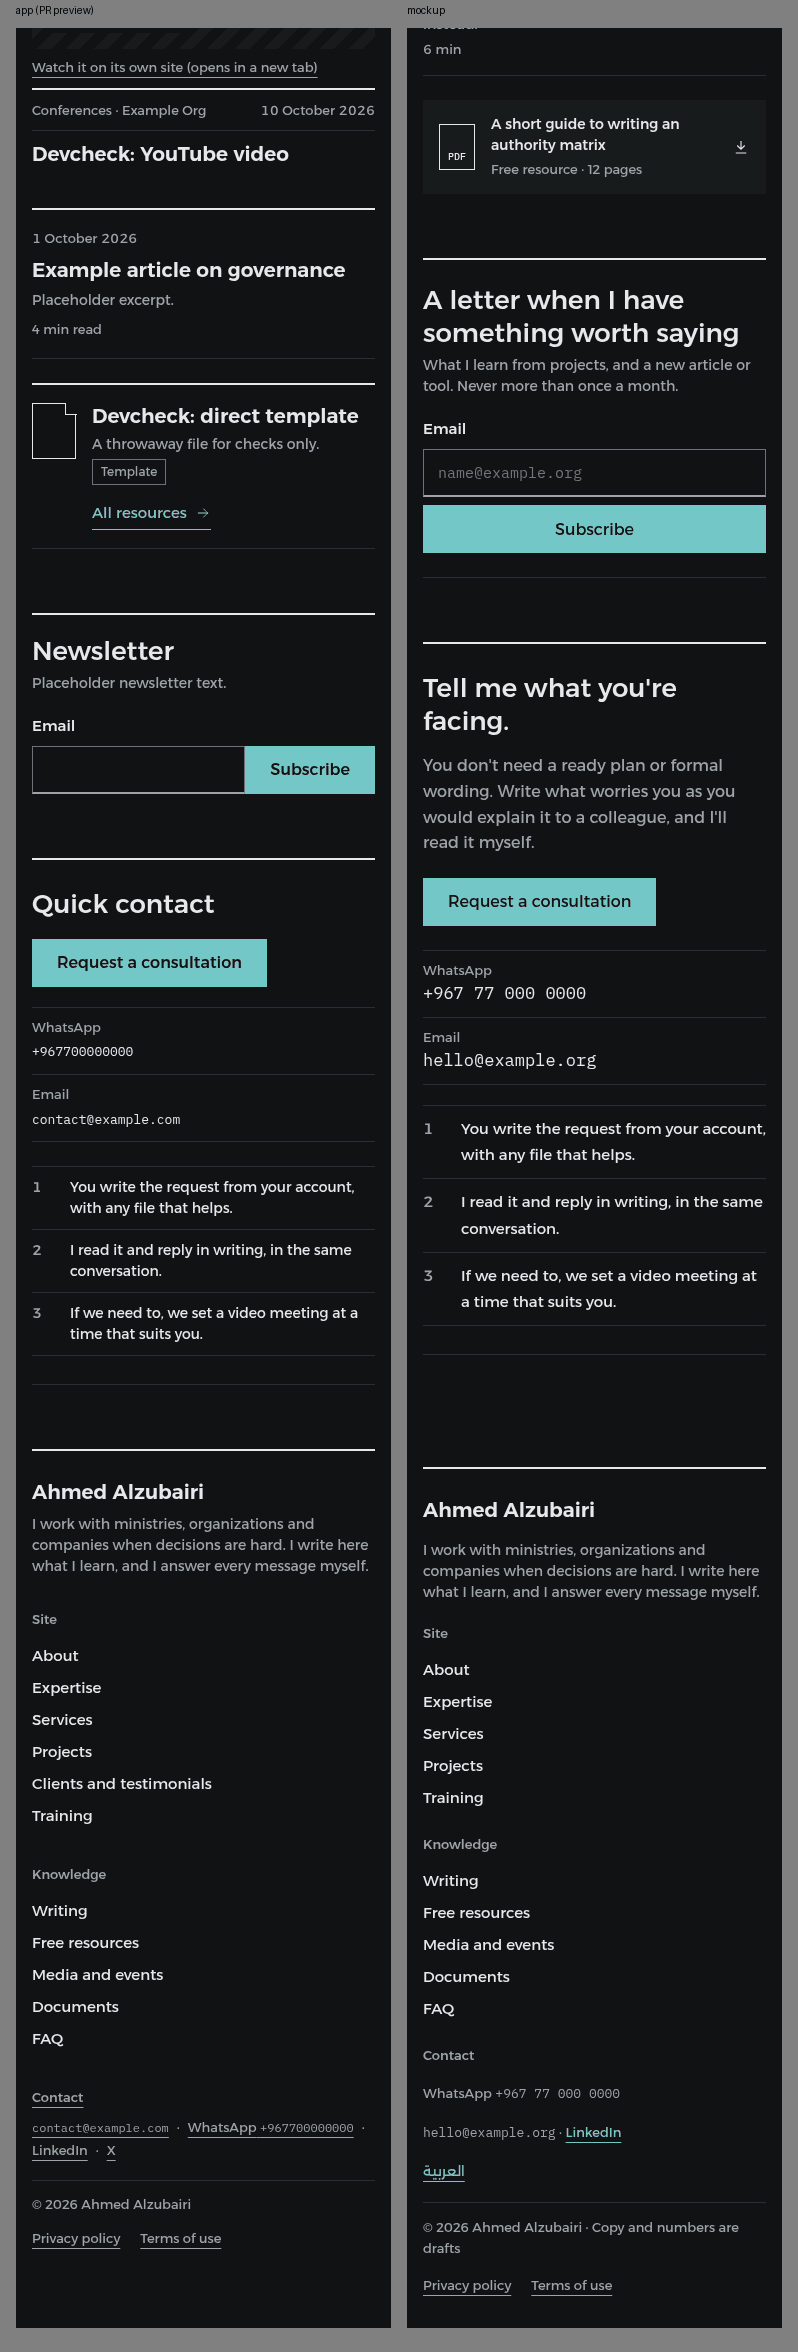 app (PR preview)
Watch it on its own site (opens in a new tab)
Conferences · Example Org
10 October 2026
Devcheck: YouTube video
1 October 2026
Example article on governance
Placeholder excerpt.
4 min read
Devcheck: direct template
A throwaway file for checks only.
Template
All resources →
Newsletter
Placeholder newsletter text.
Email
Subscribe
Quick contact
Request a consultation
WhatsApp
+967700000000
Email
contact@example.com
1 You write the request from your account,
with any file that helps.
2 I read it and reply in writing, in the same
conversation.
3 If we need to, we set a video meeting at a
time that suits you.
Ahmed Alzubairi
I work with ministries, organizations and
companies when decisions are hard. I write here
what I learn, and I answer every message myself.
Site
About
Expertise
Services
Projects
Clients and testimonials
Training
Knowledge
Writing
Free resources
Media and events
Documents
FAQ
Contact
contact@example.com · WhatsApp +967700000000 ·
LinkedIn · X
© 2026 Ahmed Alzubairi
Privacy policy Terms of use
mockup
6 min
PDF
A short guide to writing an
authority matrix
Free resource · 12 pages
A letter when I have
something worth saying
What I learn from projects, and a new article or
tool. Never more than once a month.
Email
name@example.org
Subscribe
Tell me what you're
facing.
You don't need a ready plan or formal
wording. Write what worries you as you
would explain it to a colleague, and I'll
read it myself.
Request a consultation
WhatsApp
+967 77 000 0000
Email
hello@example.org
1 You write the request from your account,
with any file that helps.
2 I read it and reply in writing, in the same
conversation.
3 If we need to, we set a video meeting at
a time that suits you.
Ahmed Alzubairi
I work with ministries, organizations and
companies when decisions are hard. I write here
what I learn, and I answer every message myself.
Site
About
Expertise
Services
Projects
Training
Knowledge
Writing
Free resources
Media and events
Documents
FAQ
Contact
WhatsApp +967 77 000 0000
hello@example.org · LinkedIn
العربية
© 2026 Ahmed Alzubairi · Copy and numbers are
drafts
Privacy policy Terms of use